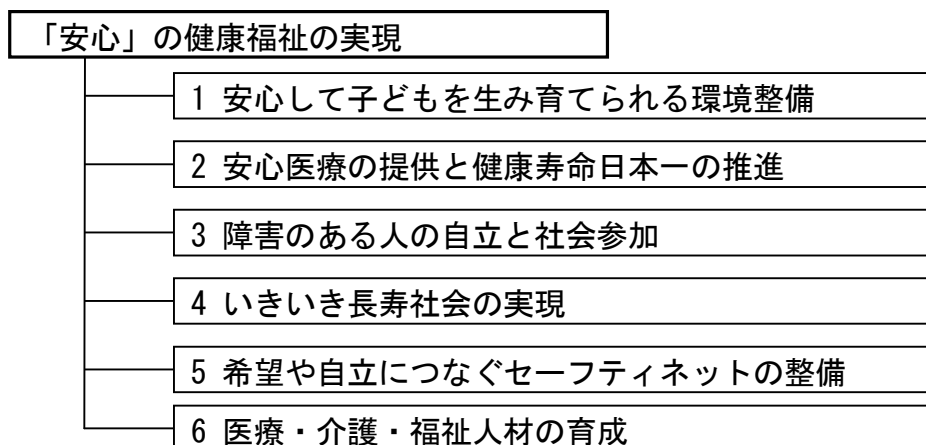 「安心」の健康福祉の実現
1 安心して子どもを生み育てられる環境整備
2 安心医療の提供と健康寿命日本一の推進
3 障害のある人の自立と社会参加
4 いきいき長寿社会の実現
5 希望や自立につなぐセーフティネットの整備
6 医療・介護・福祉人材の育成